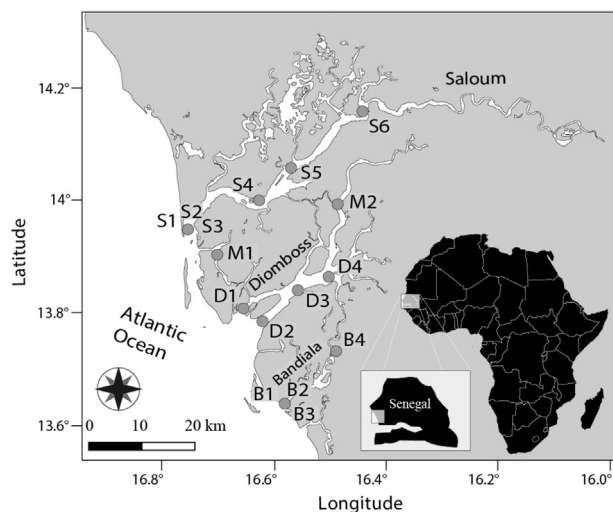 14.2°
Saloum
S6
S5
S4
14°
M2
S2
S1
S3
M1
Diomboss
D4
D1
D3
13.8°
D2
Latitude
Atlantic
Ocean
B4
Bandiala
B1
B2
B3
Senegal
13.6°
0
10
20 km
16.8°
16.6°
16.4°
16.2°
16.0°
Longitude